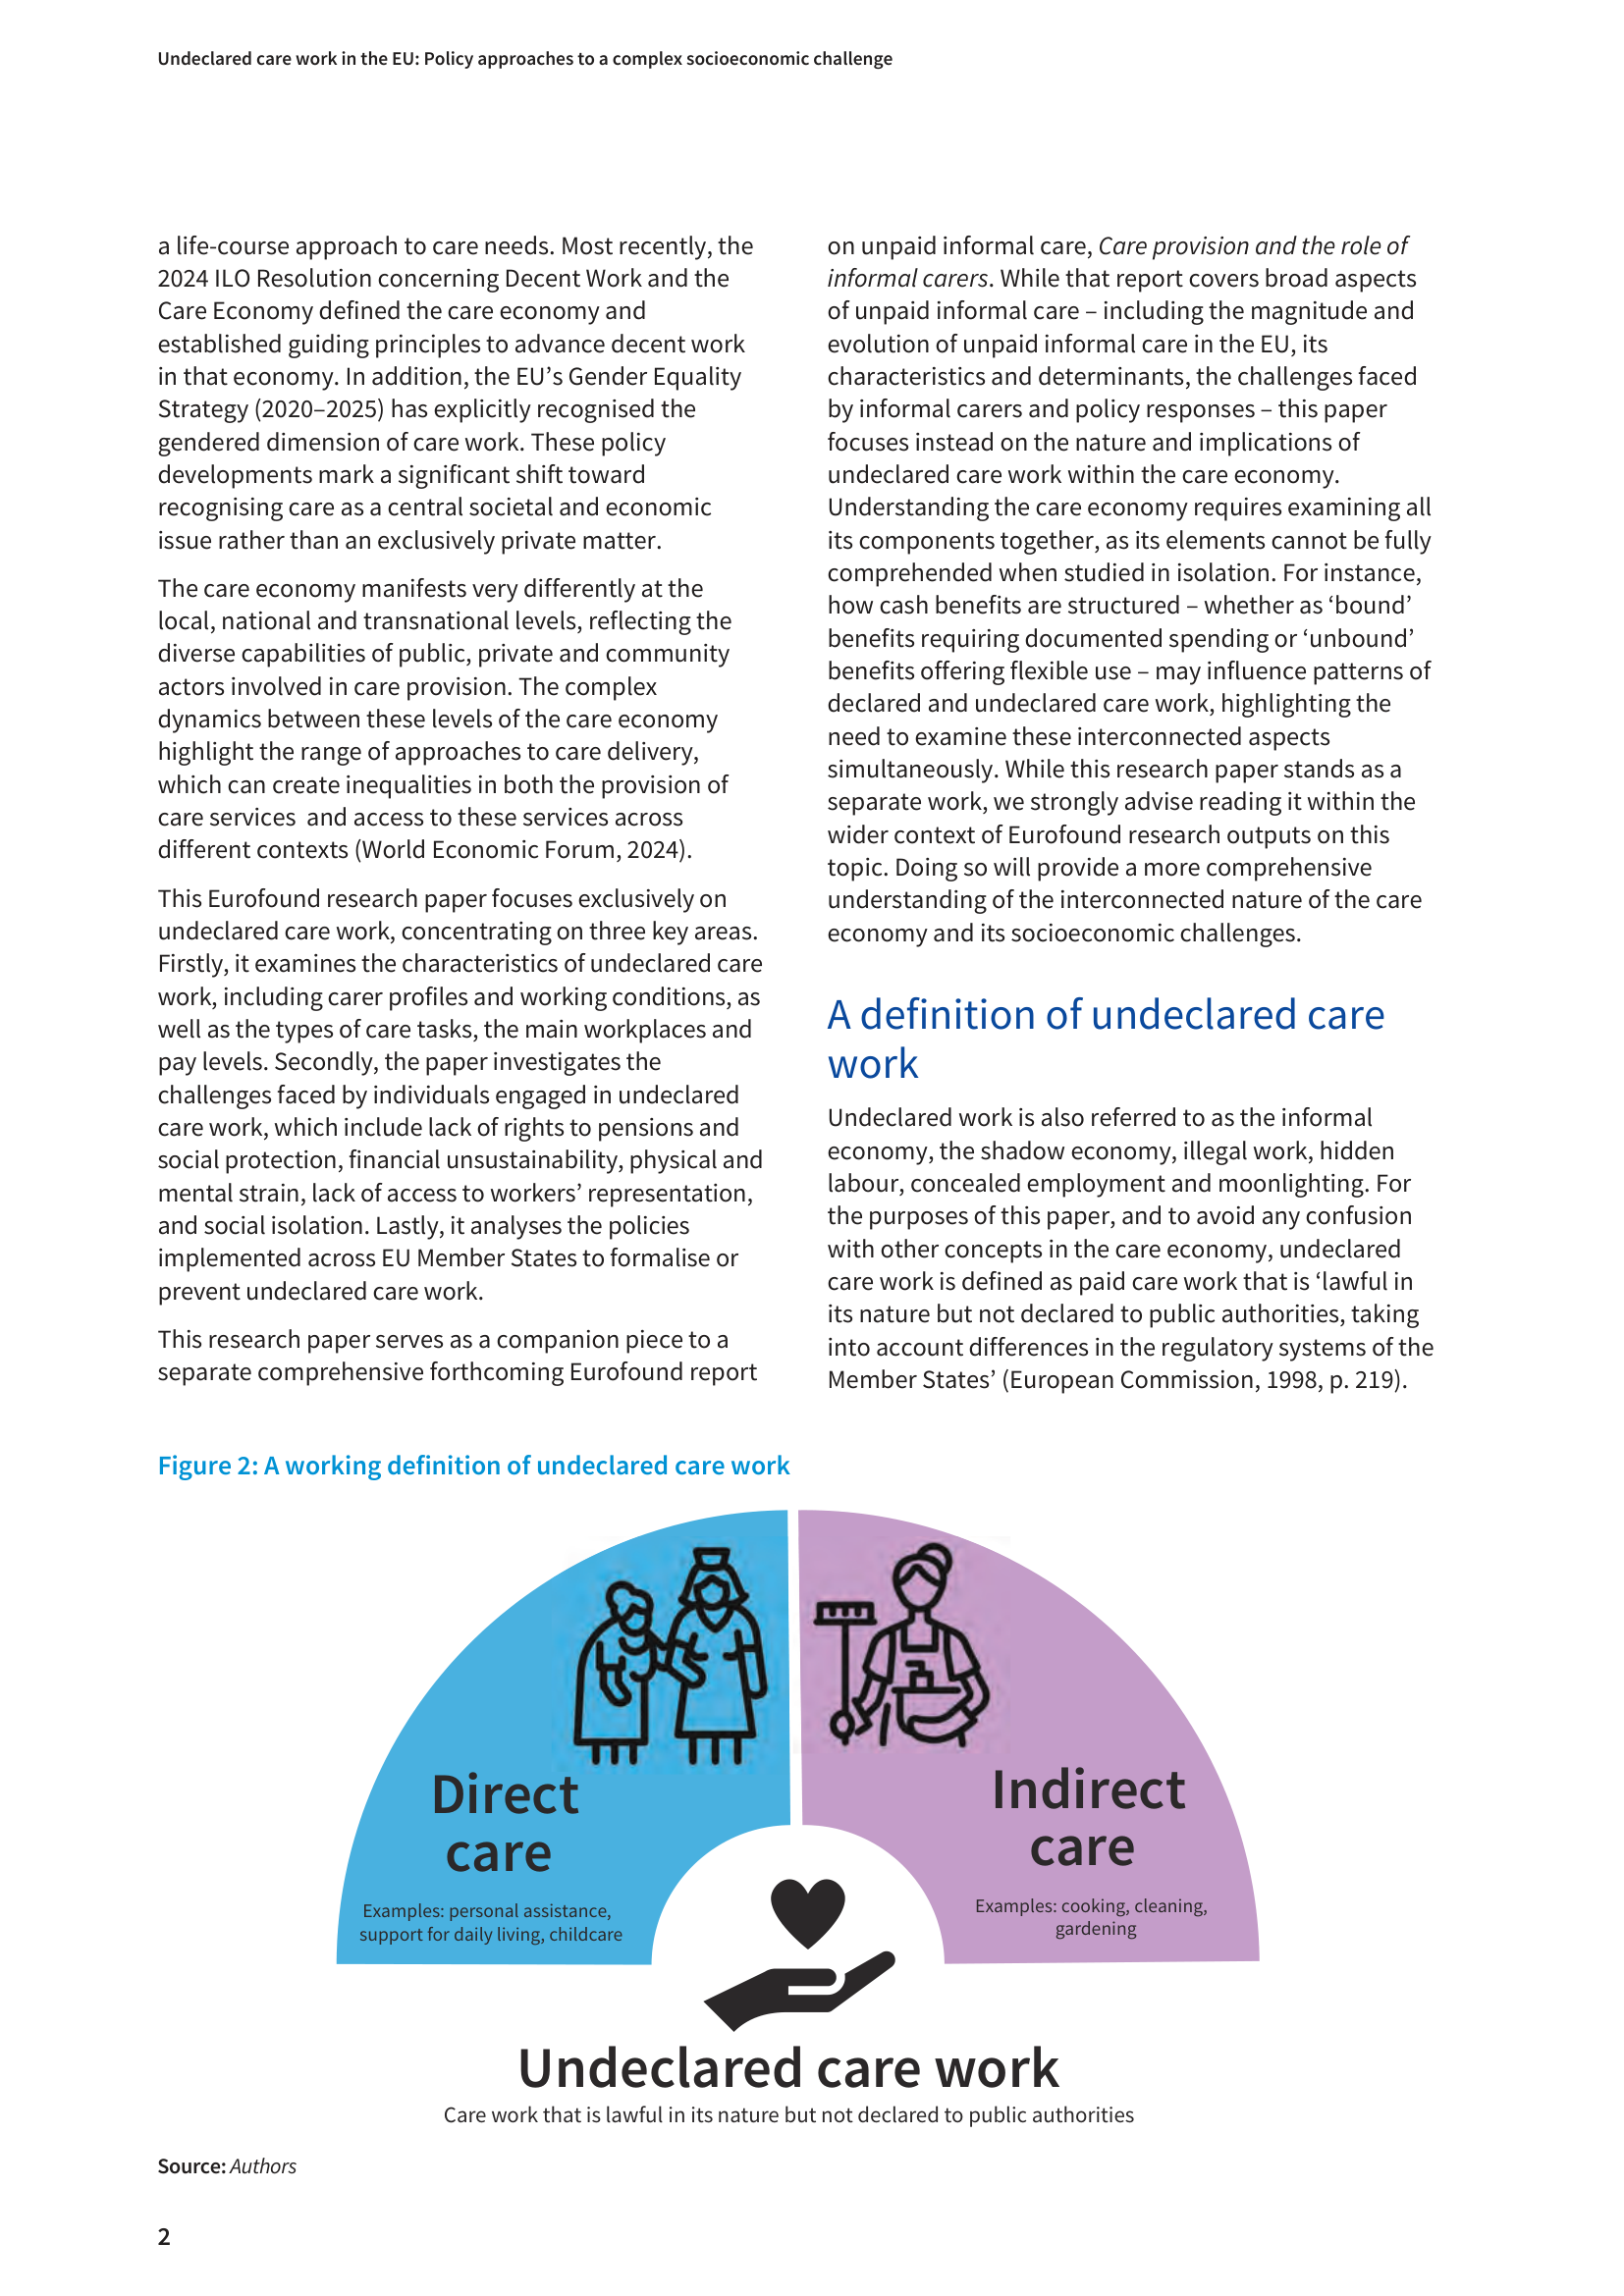 Undeclared care work in the EU: Policy approaches to a complex socioeconomic challenge
a life-course approach to care needs. Most recently, the
2024 ILO Resolution concerning Decent Work and the
Care Economy defined the care economy and
established guiding principles to advance decent work
in that economy. In addition, the EU’s Gender Equality
Strategy (2020–2025) has explicitly recognised the
gendered dimension of care work. These policy
developments mark a significant shift toward
recognising care as a central societal and economic
issue rather than an exclusively private matter.
The care economy manifests very differently at the
local, national and transnational levels, reflecting the
diverse capabilities of public, private and community
actors involved in care provision. The complex
dynamics between these levels of the care economy
highlight the range of approaches to care delivery,
which can create inequalities in both the provision of
care services  and access to these services across
different contexts (World Economic Forum, 2024).
This Eurofound research paper focuses exclusively on
undeclared care work, concentrating on three key areas.
Firstly, it examines the characteristics of undeclared care
work, including carer profiles and working conditions, as
well as the types of care tasks, the main workplaces and
pay levels. Secondly, the paper investigates the
challenges faced by individuals engaged in undeclared
care work, which include lack of rights to pensions and
social protection, financial unsustainability, physical and
mental strain, lack of access to workers’ representation,
and social isolation. Lastly, it analyses the policies
implemented across EU Member States to formalise or
prevent undeclared care work.
This research paper serves as a companion piece to a
separate comprehensive forthcoming Eurofound report
on unpaid informal care, Care provision and the role of
informal carers. While that report covers broad aspects
of unpaid informal care – including the magnitude and
evolution of unpaid informal care in the EU, its
characteristics and determinants, the challenges faced
by informal carers and policy responses – this paper
focuses instead on the nature and implications of
undeclared care work within the care economy.
Understanding the care economy requires examining all
its components together, as its elements cannot be fully
comprehended when studied in isolation. For instance,
how cash benefits are structured – whether as ‘bound’
benefits requiring documented spending or ‘unbound’
benefits offering flexible use – may influence patterns of
declared and undeclared care work, highlighting the
need to examine these interconnected aspects
simultaneously. While this research paper stands as a
separate work, we strongly advise reading it within the
wider context of Eurofound research outputs on this
topic. Doing so will provide a more comprehensive
understanding of the interconnected nature of the care
economy and its socioeconomic challenges.
A definition of undeclared care
work
Undeclared work is also referred to as the informal
economy, the shadow economy, illegal work, hidden
labour, concealed employment and moonlighting. For
the purposes of this paper, and to avoid any confusion
with other concepts in the care economy, undeclared
care work is defined as paid care work that is ‘lawful in
its nature but not declared to public authorities, taking
into account differences in the regulatory systems of the
Member States’ (European Commission, 1998, p. 219).
Figure 2: A working definition of undeclared care work
Direct
care
Examples: personal assistance,
support for daily living, childcare
Indirect
care
Examples: cooking, cleaning,
gardening
Undeclared care work
Care work that is lawful in its nature but not declared to public authorities
Source: Authors
2